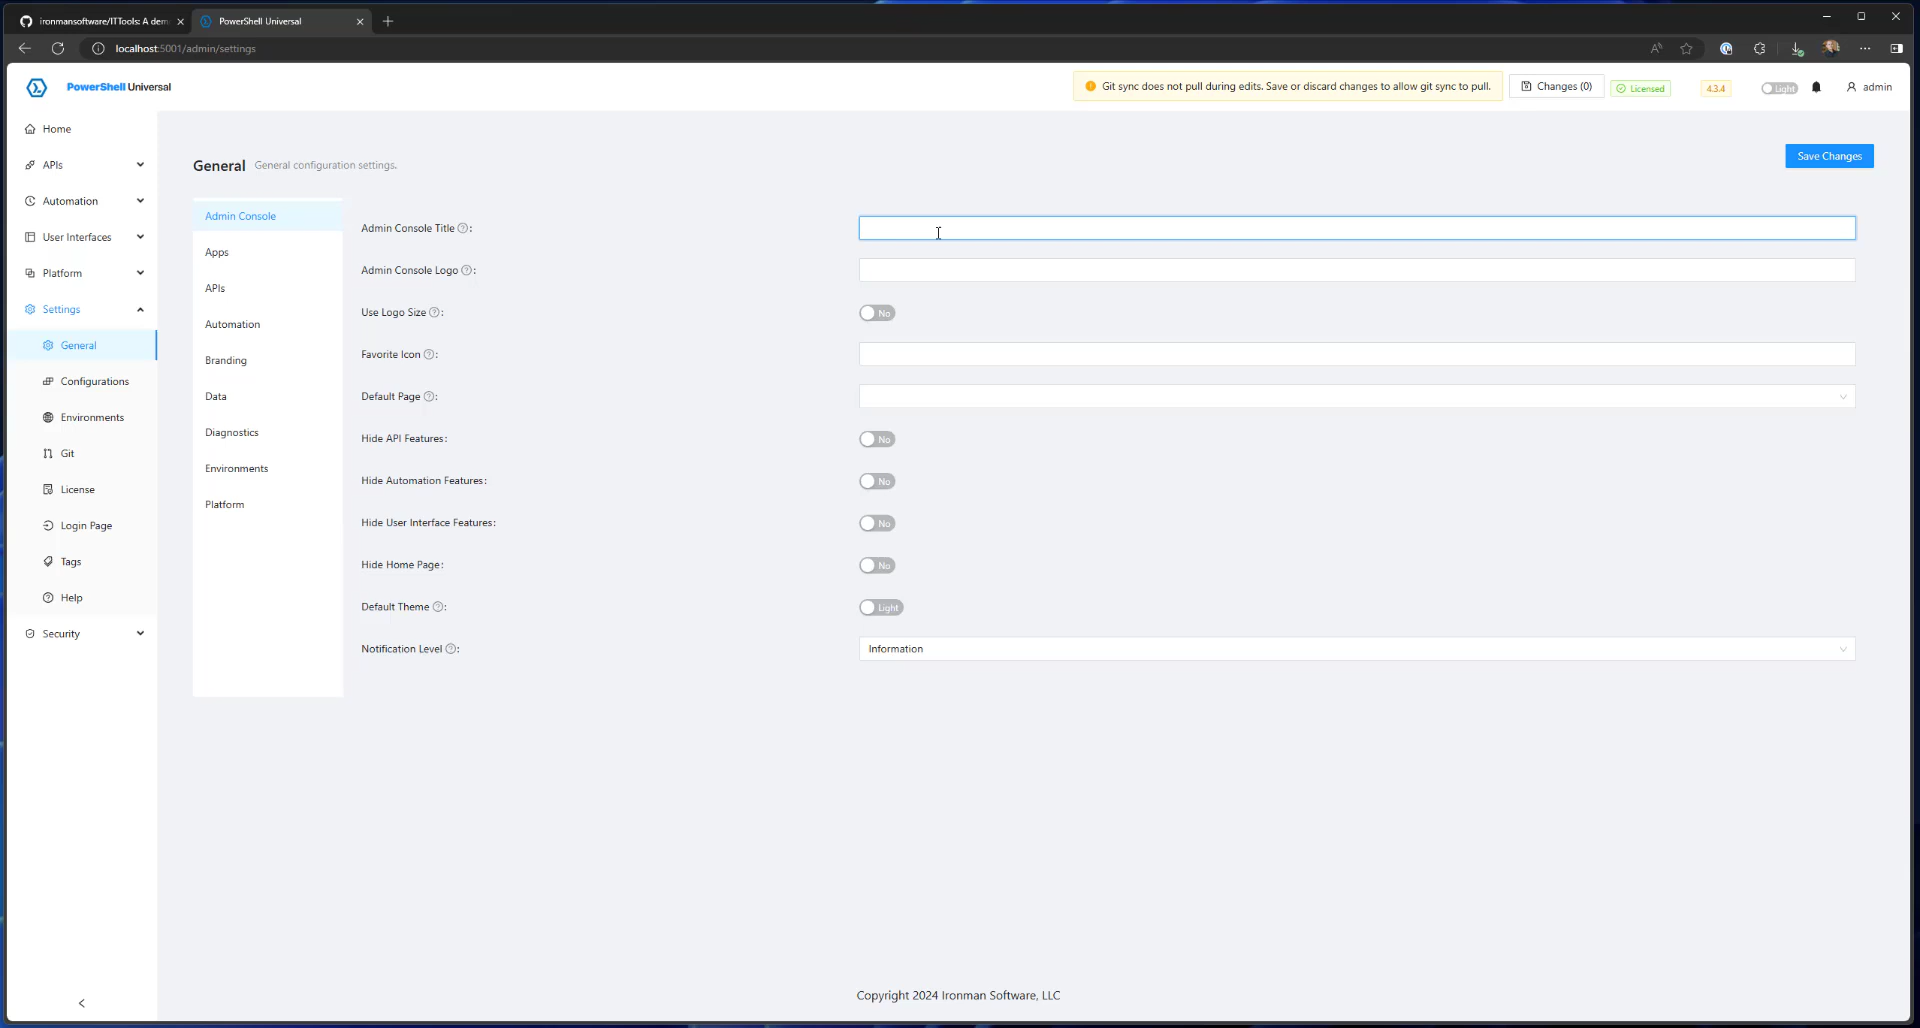 ironmansoftware/ITTools: A dem
PowerShell Universal
localhost:5001/admin/settings
PowerShell Universal
Git sync does not pull during edits. Save or discard changes to allow git sync to pull.
Changes (0)
Licensed
4.3.4
Light
admin
Home
APIs
Automation
User Interfaces
Platform
Settings
General
Configurations
Environments
Git
License
Login Page
Tags
Help
Security
General General configuration settings.
Save Changes
Admin Console
Apps
APIs
Automation
Branding
Data
Diagnostics
Environments
Platform
Admin Console Title ? :
Admin Console Logo ? :
Use Logo Size ? :
No
Favorite Icon ? :
Default Page ? :
Hide API Features:
No
Hide Automation Features:
No
Hide User Interface Features:
No
Hide Home Page:
No
Default Theme ? :
Light
Notification Level ? :
Information
Copyright 2024 Ironman Software, LLC